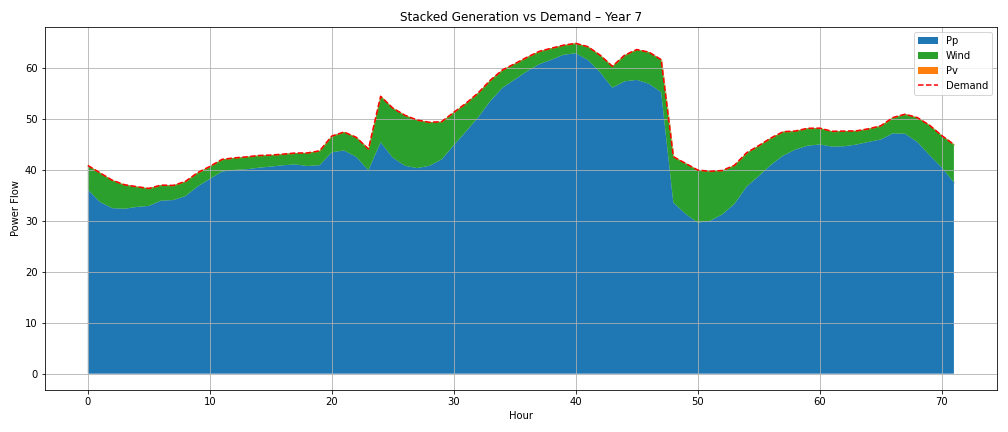 Stacked Generation vs Demand – Year 7
Pp
Wind
Pv
Demand
Power Flow
60
50
40
30
20
10
0
0 10 20 30 40 50 60 70
Hour